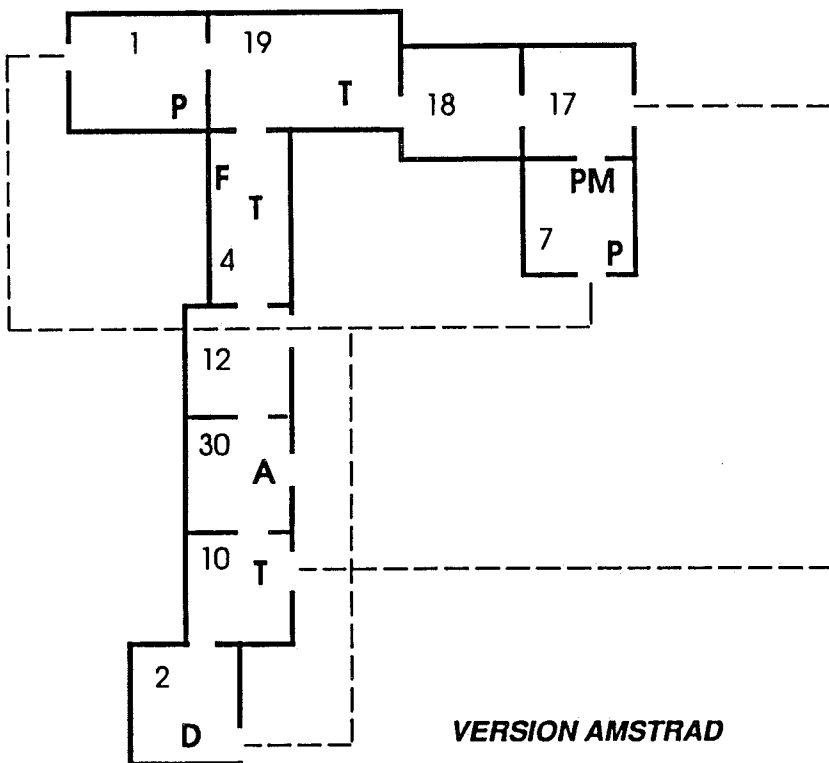 1 19
P T 18 17
F T PM
4 7 P
12
30
A
10 T
2
D
VERSION AMSTRAD